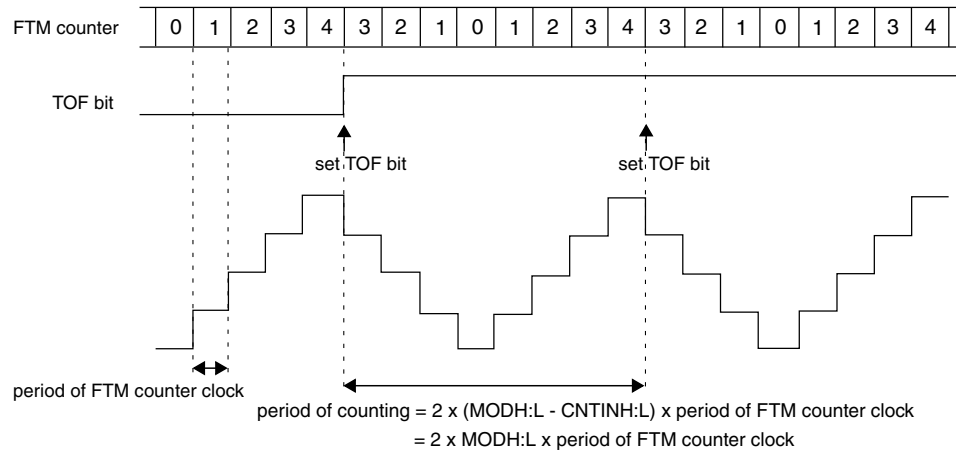 FTM counter 0 1 2 3 4 3 2 1 0 1 2 3 4 3 2 1 0 1 2 3 4
TOF bit
set TOF bit set TOF bit
period of FTM counter clock
period of counting = 2 x (MODH:L - CNTINH:L) x period of FTM counter clock
= 2 x MODH:L x period of FTM counter clock